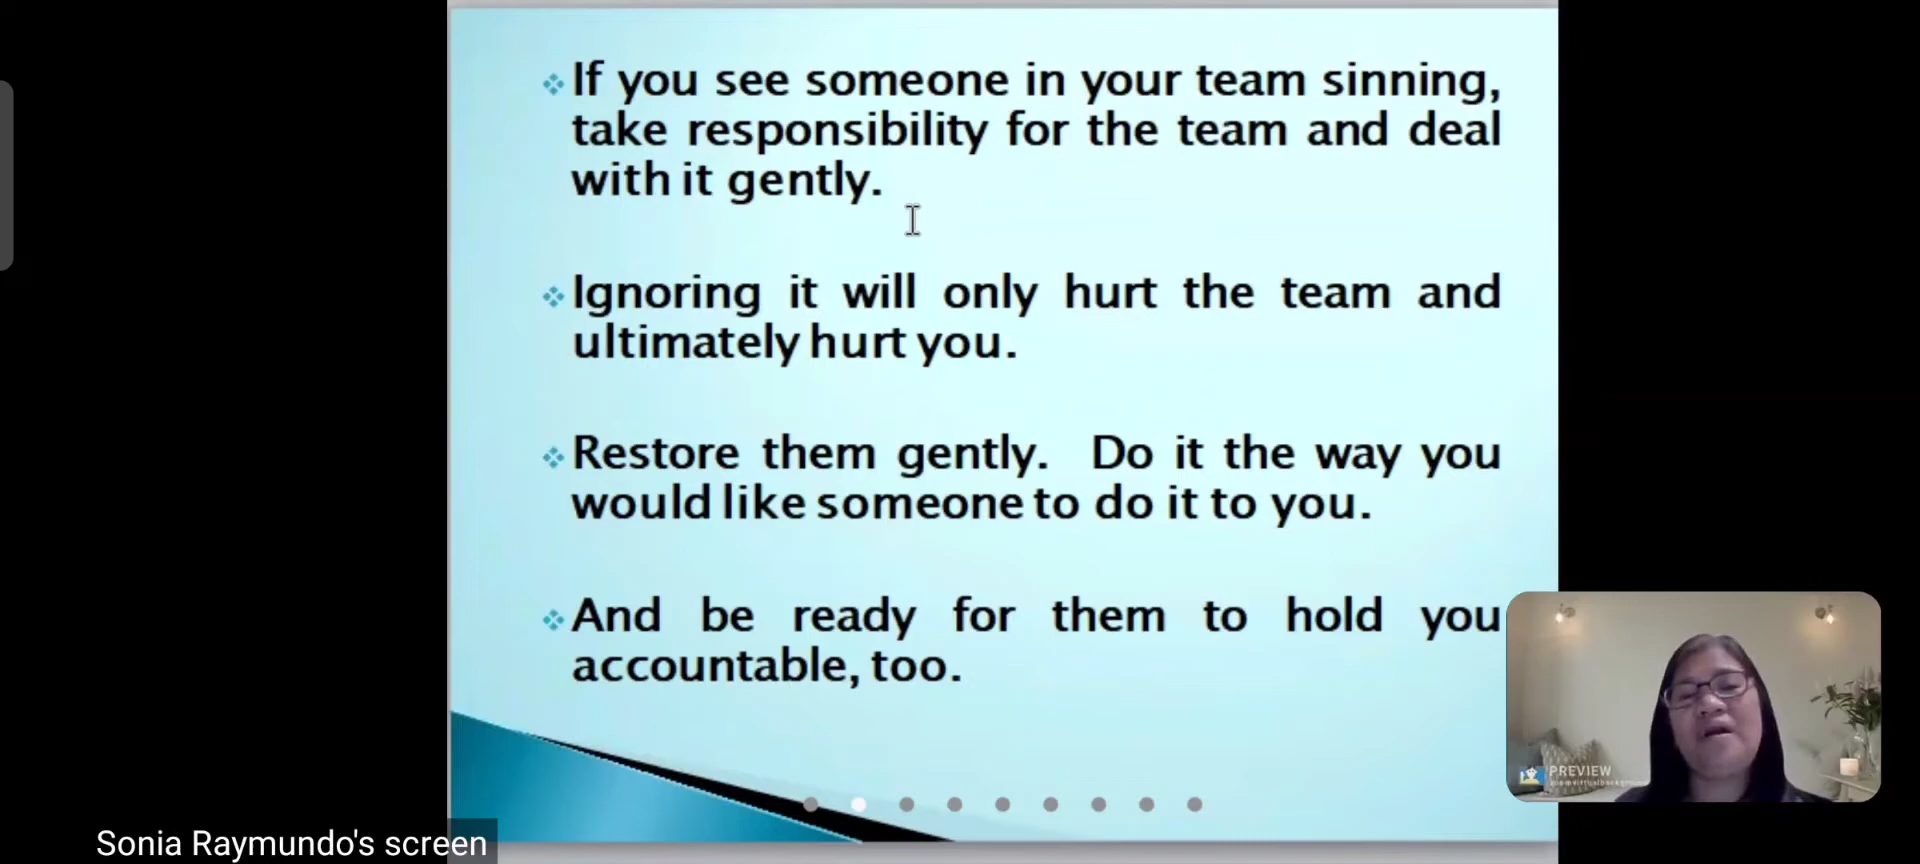 If you see someone in your team sinning,
take responsibility for the team and deal
with it gently.
Ignoring it will only hurt the team and
ultimately hurt you.
Restore them gently. Do it the way you
would like someone to do it to you.
And be ready for them to hold you
accountable, too.
PREVIEW
Sonia Raymundo's screen